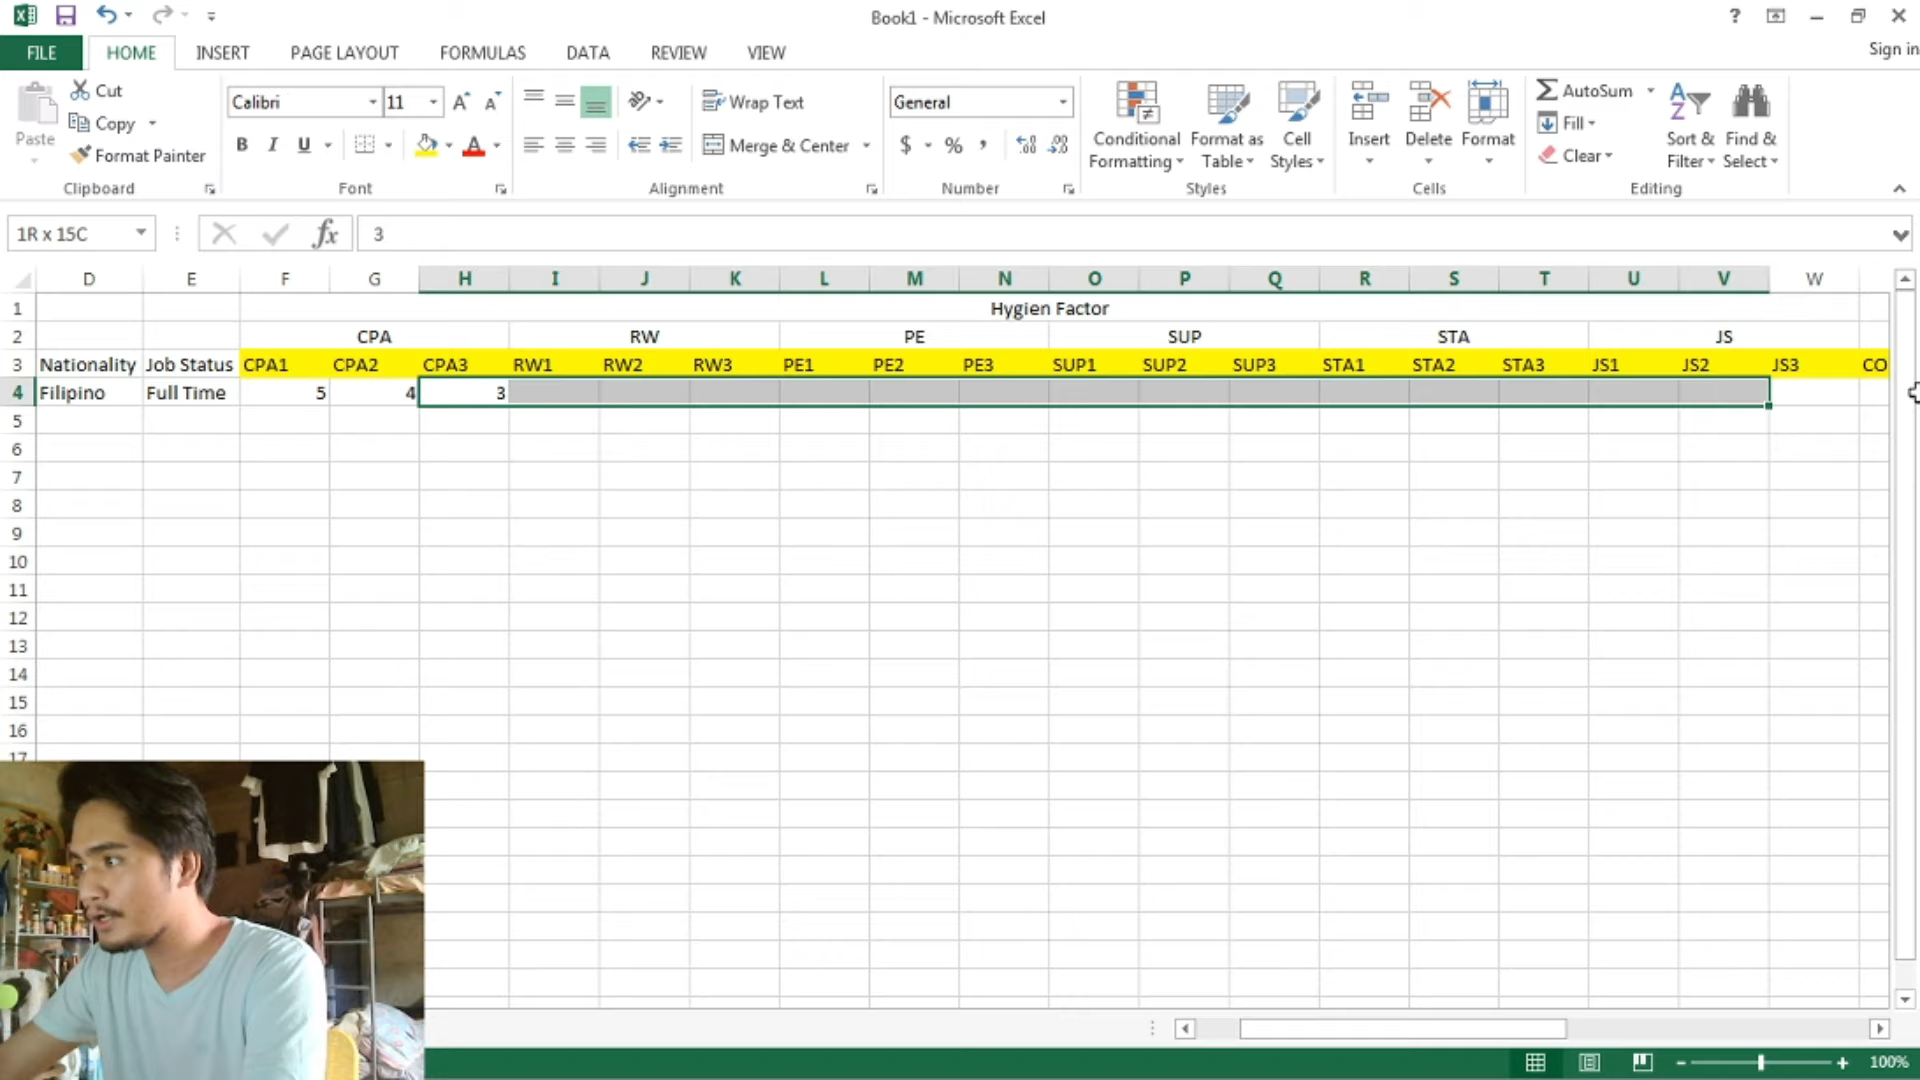 Book1 - Microsoft Excel
?
Sign in
FILE HOME INSERT PAGE LAYOUT FORMULAS DATA REVIEW VIEW
Cut
Copy
Format Painter
Paste
Clipboard
Calibri 11 A A
B I U A
Font
Wrap Text
Merge & Center
Alignment
General
$ % ,
Number
Conditional Formatting
Format as Table
Cell Styles
Styles
Insert Delete Format
Cells
AutoSum
Fill
Clear
Sort & Filter
Find & Select
Editing
1R x 15C fx 3
D E F G H I J K L M N O P Q R S T U V W
1 Hygien Factor
2 CPA RW PE SUP STA JS
3 Nationality Job Status CPA1 CPA2 CPA3 RW1 RW2 RW3 PE1 PE2 PE3 SUP1 SUP2 SUP3 STA1 STA2 STA3 JS1 JS2 JS3 CO
4 Filipino Full Time 5 4 3
5
6
7
8
9
10
11
12
13
14
15
16
17
100%